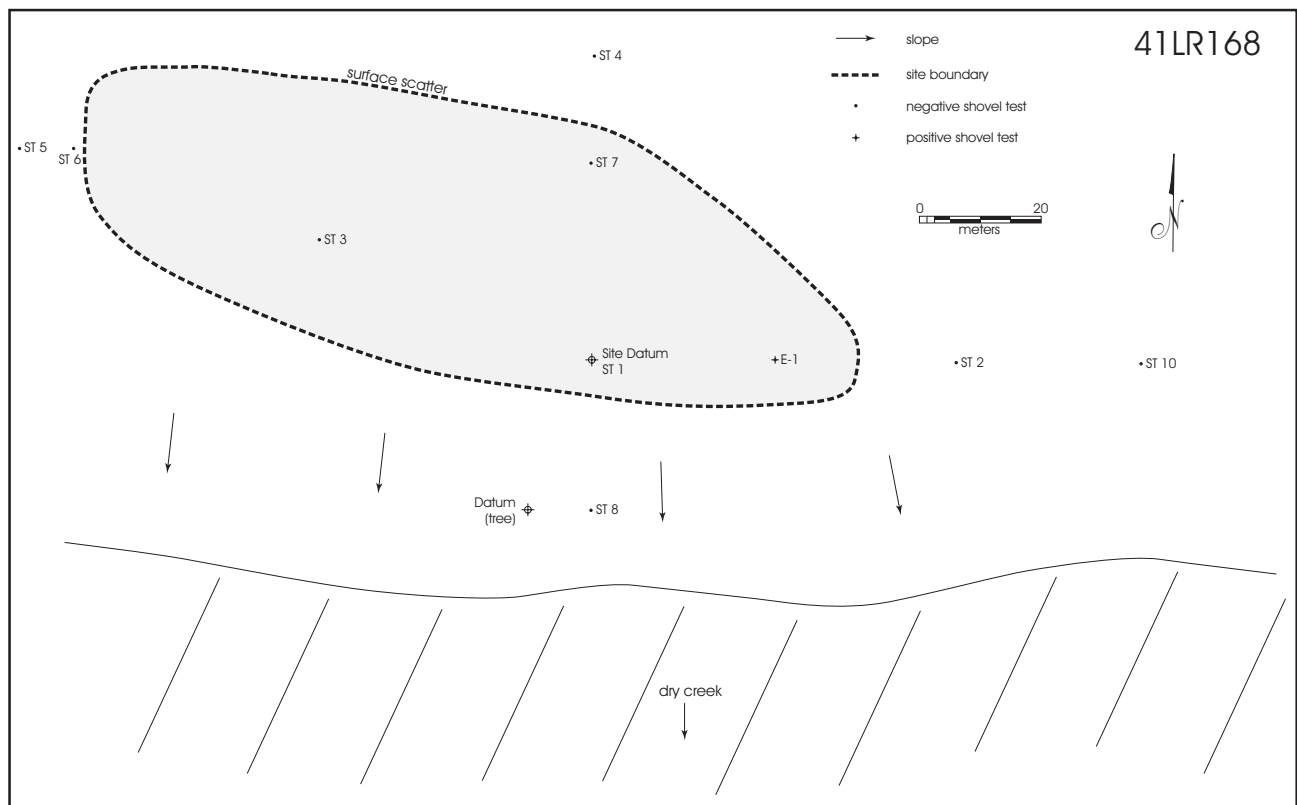 41LR168
slope
site boundary
negative shovel test
positive shovel test
0 20
meters
N
ST 4
surface scatter
ST 5
ST 6
ST 7
ST 3
Site Datum
ST 1
E-1
ST 2
ST 10
Datum
(tree)
ST 8
dry creek